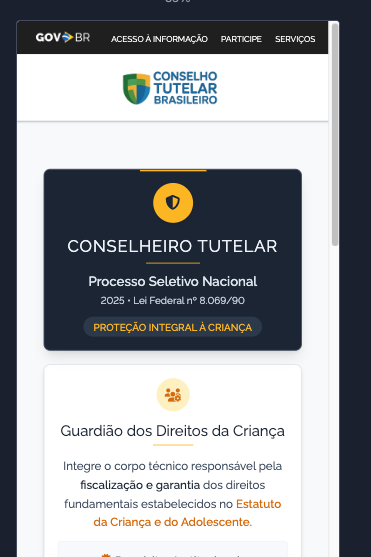 GOV BR ACESSO À INFORMAÇÃO PARTICIPE SERVIÇOS
CONSELHO
TUTELAR
BRASILEIRO
CONSELHEIRO TUTELAR
Processo Seletivo Nacional
2025 • Lei Federal nº 8.069/90
PROTEÇÃO INTEGRAL À CRIANÇA
Guardião dos Direitos da Criança
Integre o corpo técnico responsável pela
fiscalização e garantia dos direitos
fundamentais estabelecidos no Estatuto
da Criança e do Adolescente.